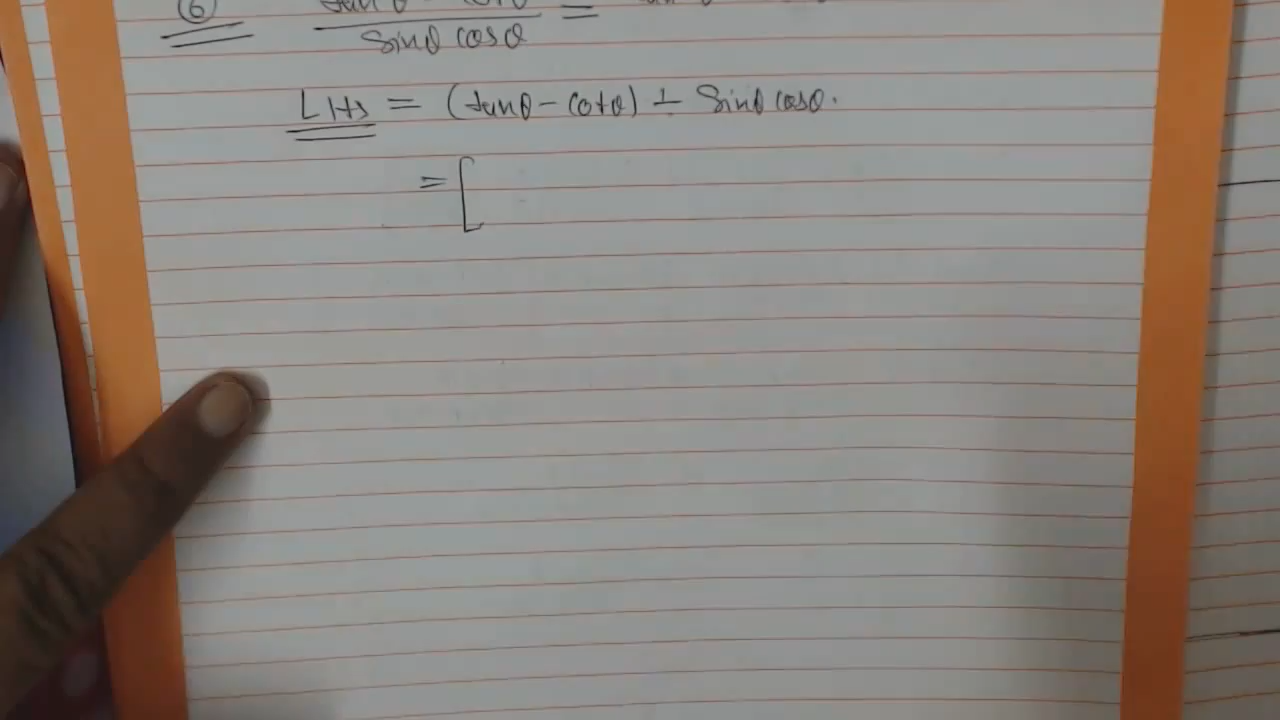 6
sinθ cosθ =
LHS = (tanθ - cotθ) ÷ sinθ cosθ.
= [